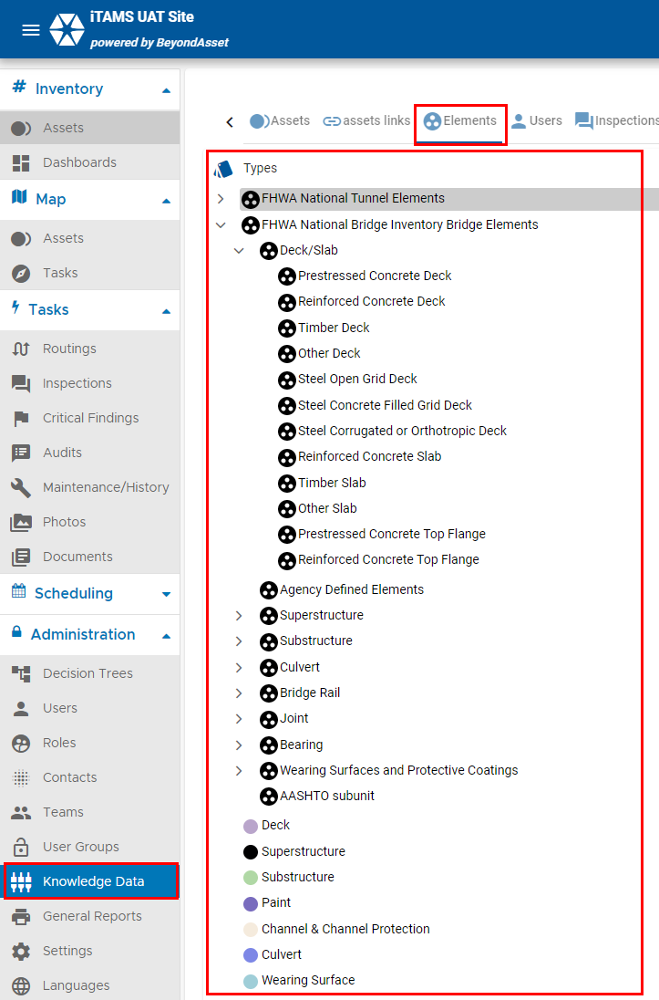 iTAMS UAT Site
powered by BeyondAsset
Inventory
Assets
Dashboards
Map
Assets
Tasks
Tasks
Routings
Inspections
Critical Findings
Audits
Maintenance/History
Photos
Documents
Scheduling
Administration
Decision Trees
Users
Roles
Contacts
Teams
User Groups
Knowledge Data
General Reports
Settings
Languages
Assets assets links Elements Users Inspections
Types
FHWA National Tunnel Elements
FHWA National Bridge Inventory Bridge Elements
Deck/Slab
Prestressed Concrete Deck
Reinforced Concrete Deck
Timber Deck
Other Deck
Steel Open Grid Deck
Steel Concrete Filled Grid Deck
Steel Corrugated or Orthotropic Deck
Reinforced Concrete Slab
Timber Slab
Other Slab
Prestressed Concrete Top Flange
Reinforced Concrete Top Flange
Agency Defined Elements
Superstructure
Substructure
Culvert
Bridge Rail
Joint
Bearing
Wearing Surfaces and Protective Coatings
AASHTO subunit
Deck
Superstructure
Substructure
Paint
Channel & Channel Protection
Culvert
Wearing Surface